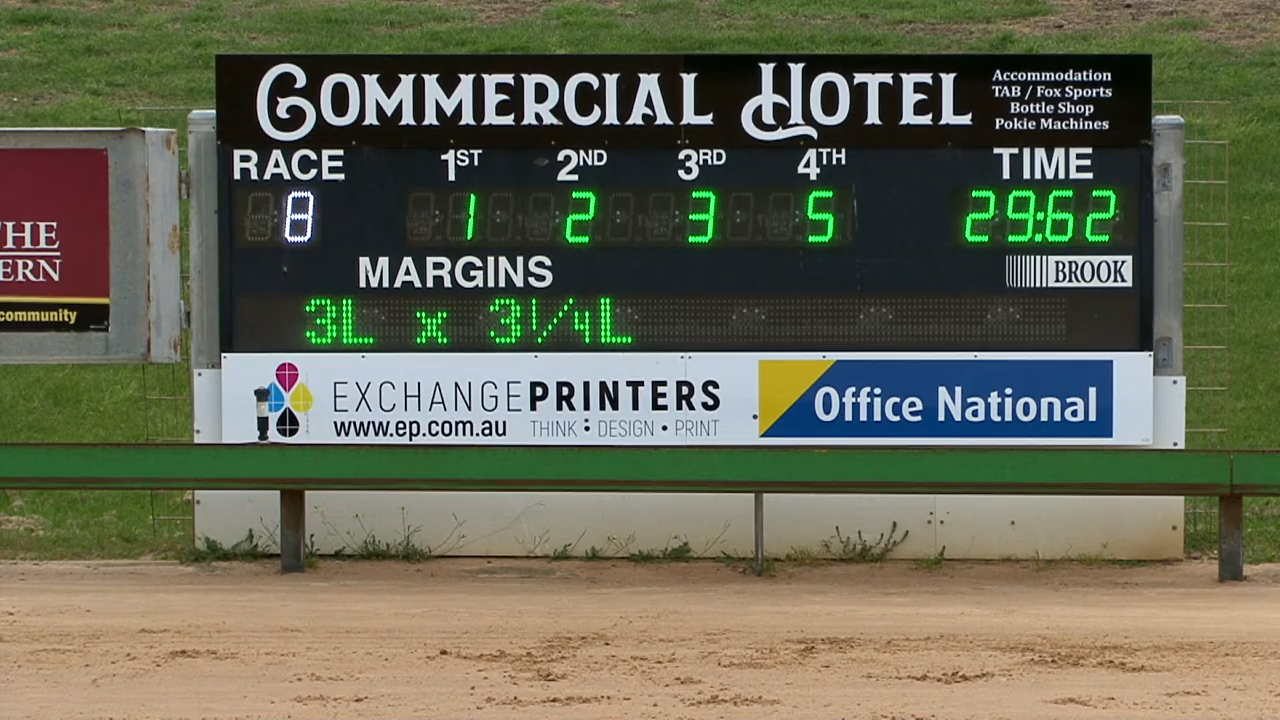 COMMERCIAL HOTEL
Accommodation
TAB / Fox Sports
Bottle Shop
Pokie Machines
RACE 1ST 2ND 3RD 4TH TIME
8 1 2 3 5 29:62
MARGINS
BROOK
3L x 3 1/4L
EXCHANGEPRINTERS
www.ep.com.au THINK : DESIGN • PRINT
Office National
THE
ERN
community